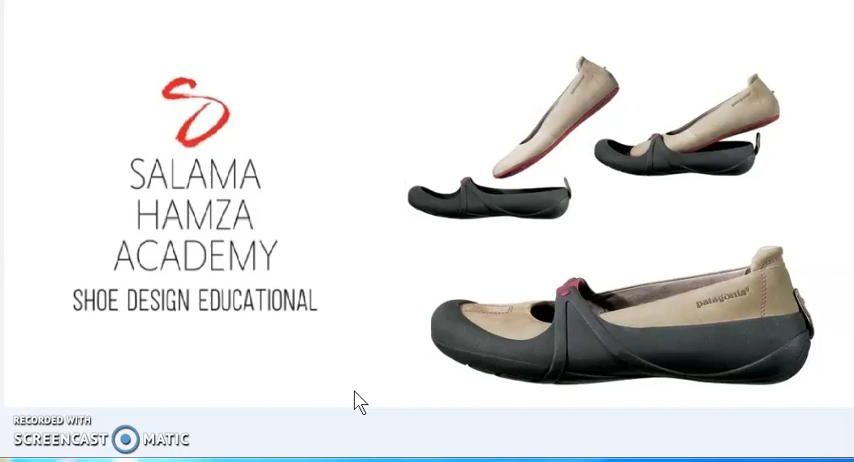 SALAMA
HAMZA
ACADEMY
SHOE DESIGN EDUCATIONAL
patagonia
RECORDED WITH
SCREENCAST MATIC